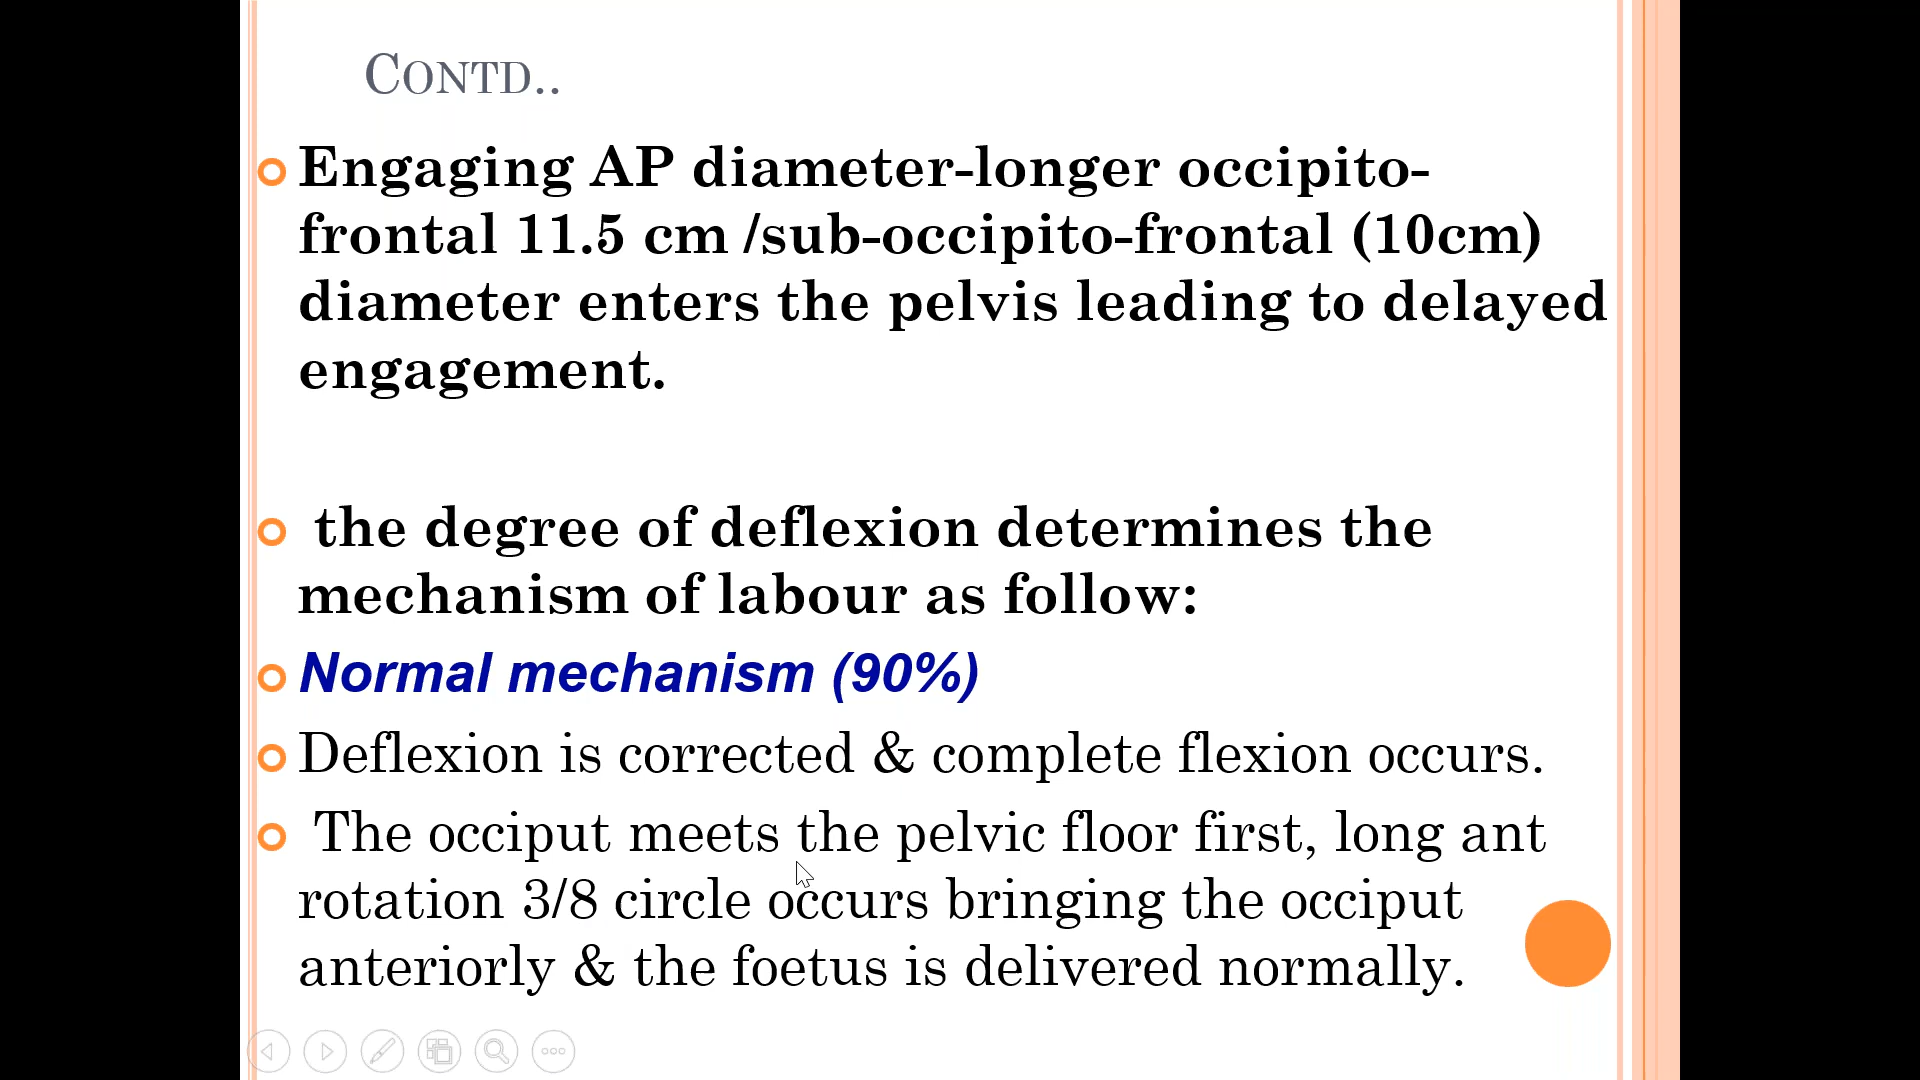 CONTD..
Engaging AP diameter-longer occipito-
frontal 11.5 cm /sub-occipito-frontal (10cm)
diameter enters the pelvis leading to delayed
engagement.
the degree of deflexion determines the
mechanism of labour as follow:
Normal mechanism (90%)
Deflexion is corrected & complete flexion occurs.
The occiput meets the pelvic floor first, long ant
rotation 3/8 circle occurs bringing the occiput
anteriorly & the foetus is delivered normally.